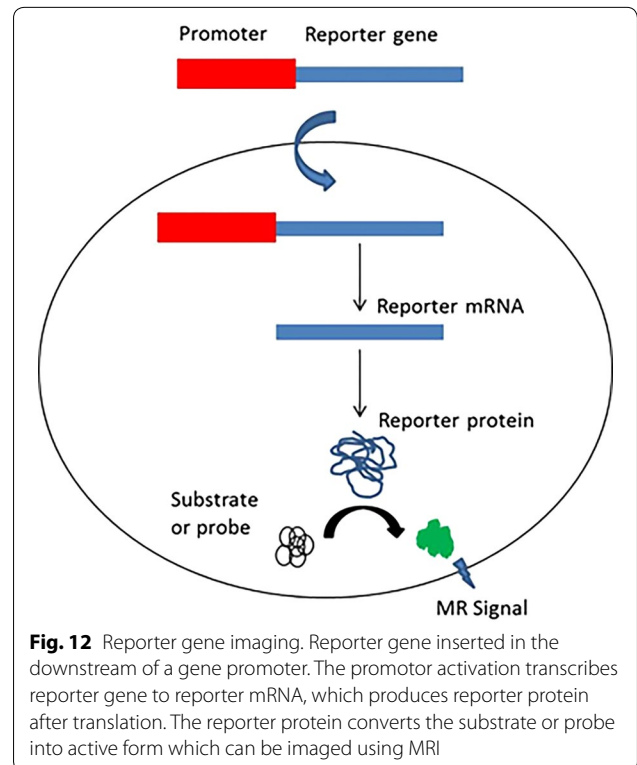 Promoter Reporter gene
Reporter mRNA
Reporter protein
Substrate
or probe
MR Signal
Fig. 12 Reporter gene imaging. Reporter gene inserted in the
downstream of a gene promoter. The promotor activation transcribes
reporter gene to reporter mRNA, which produces reporter protein
after translation. The reporter protein converts the substrate or probe
into active form which can be imaged using MRI